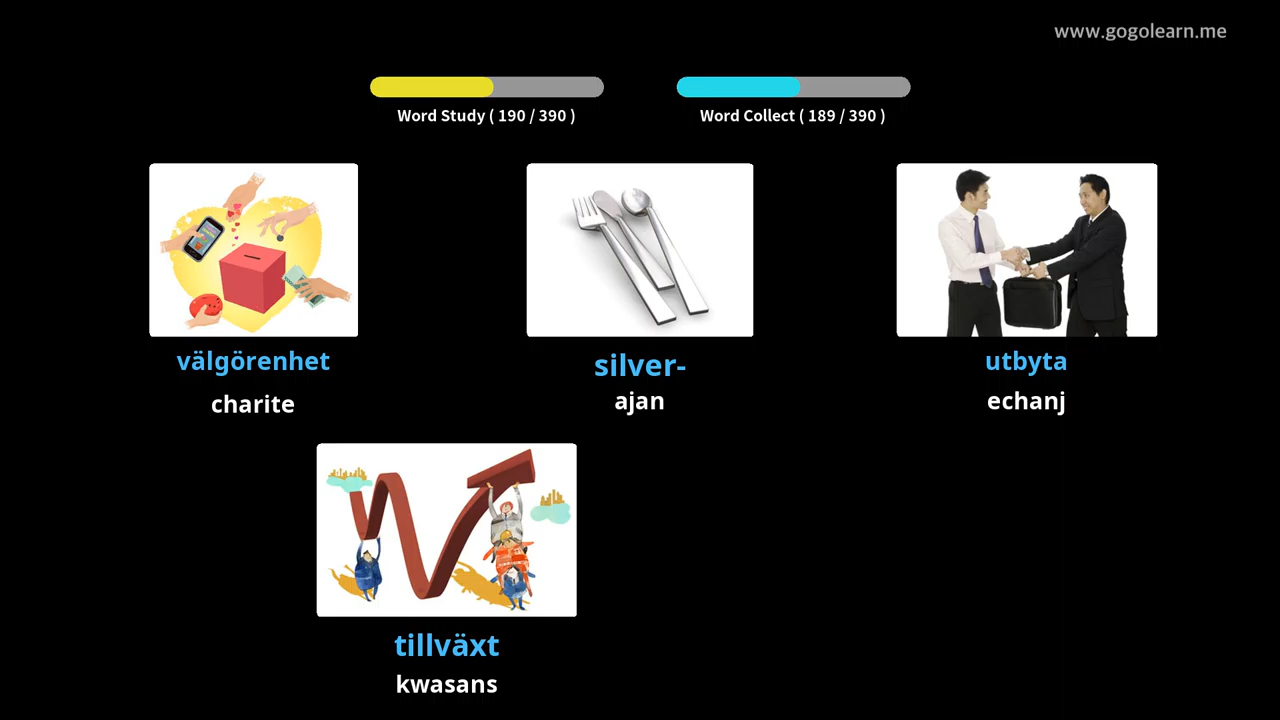 www.gogolearn.me
Word Study ( 190 / 390 )
Word Collect ( 189 / 390 )
välgörenhet
charite
silver-
ajan
utbyta
echanj
tillväxt
kwasans